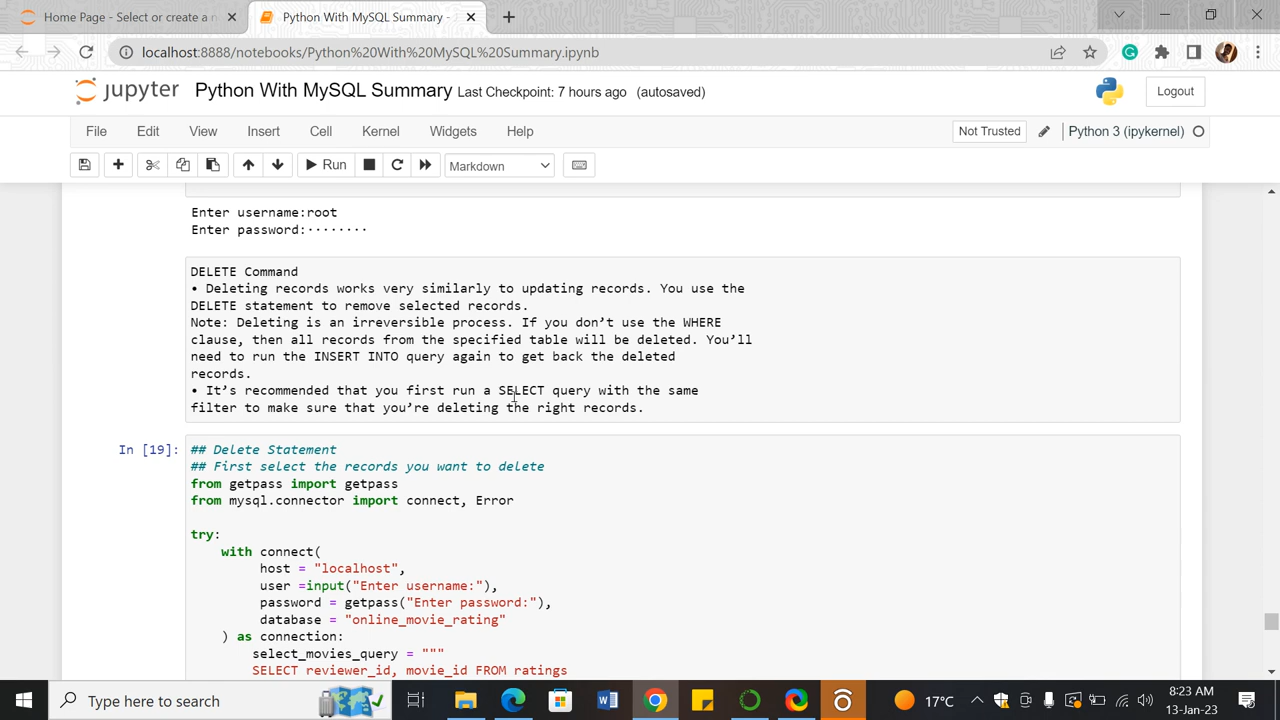 Home Page - Select or create a n
Python With MySQL Summary - J
localhost:8888/notebooks/Python%20With%20MySQL%20Summary.ipynb
jupyter Python With MySQL Summary Last Checkpoint: 7 hours ago (autosaved)
Logout
File Edit View Insert Cell Kernel Widgets Help
Not Trusted
Python 3 (ipykernel)
Run
Markdown
Enter username:root
Enter password:········
DELETE Command
• Deleting records works very similarly to updating records. You use the
DELETE statement to remove selected records.
Note: Deleting is an irreversible process. If you don’t use the WHERE
clause, then all records from the specified table will be deleted. You’ll
need to run the INSERT INTO query again to get back the deleted
records.
• It’s recommended that you first run a SELECT query with the same
filter to make sure that you’re deleting the right records.
In [19]:
## Delete Statement
## First select the records you want to delete
from getpass import getpass
from mysql.connector import connect, Error
try:
with connect(
host = "localhost",
user =input("Enter username:"),
password = getpass("Enter password:"),
database = "online_movie_rating"
) as connection:
select_movies_query = """
SELECT reviewer_id, movie_id FROM ratings
Type here to search
17°C
8:23 AM
13-Jan-23